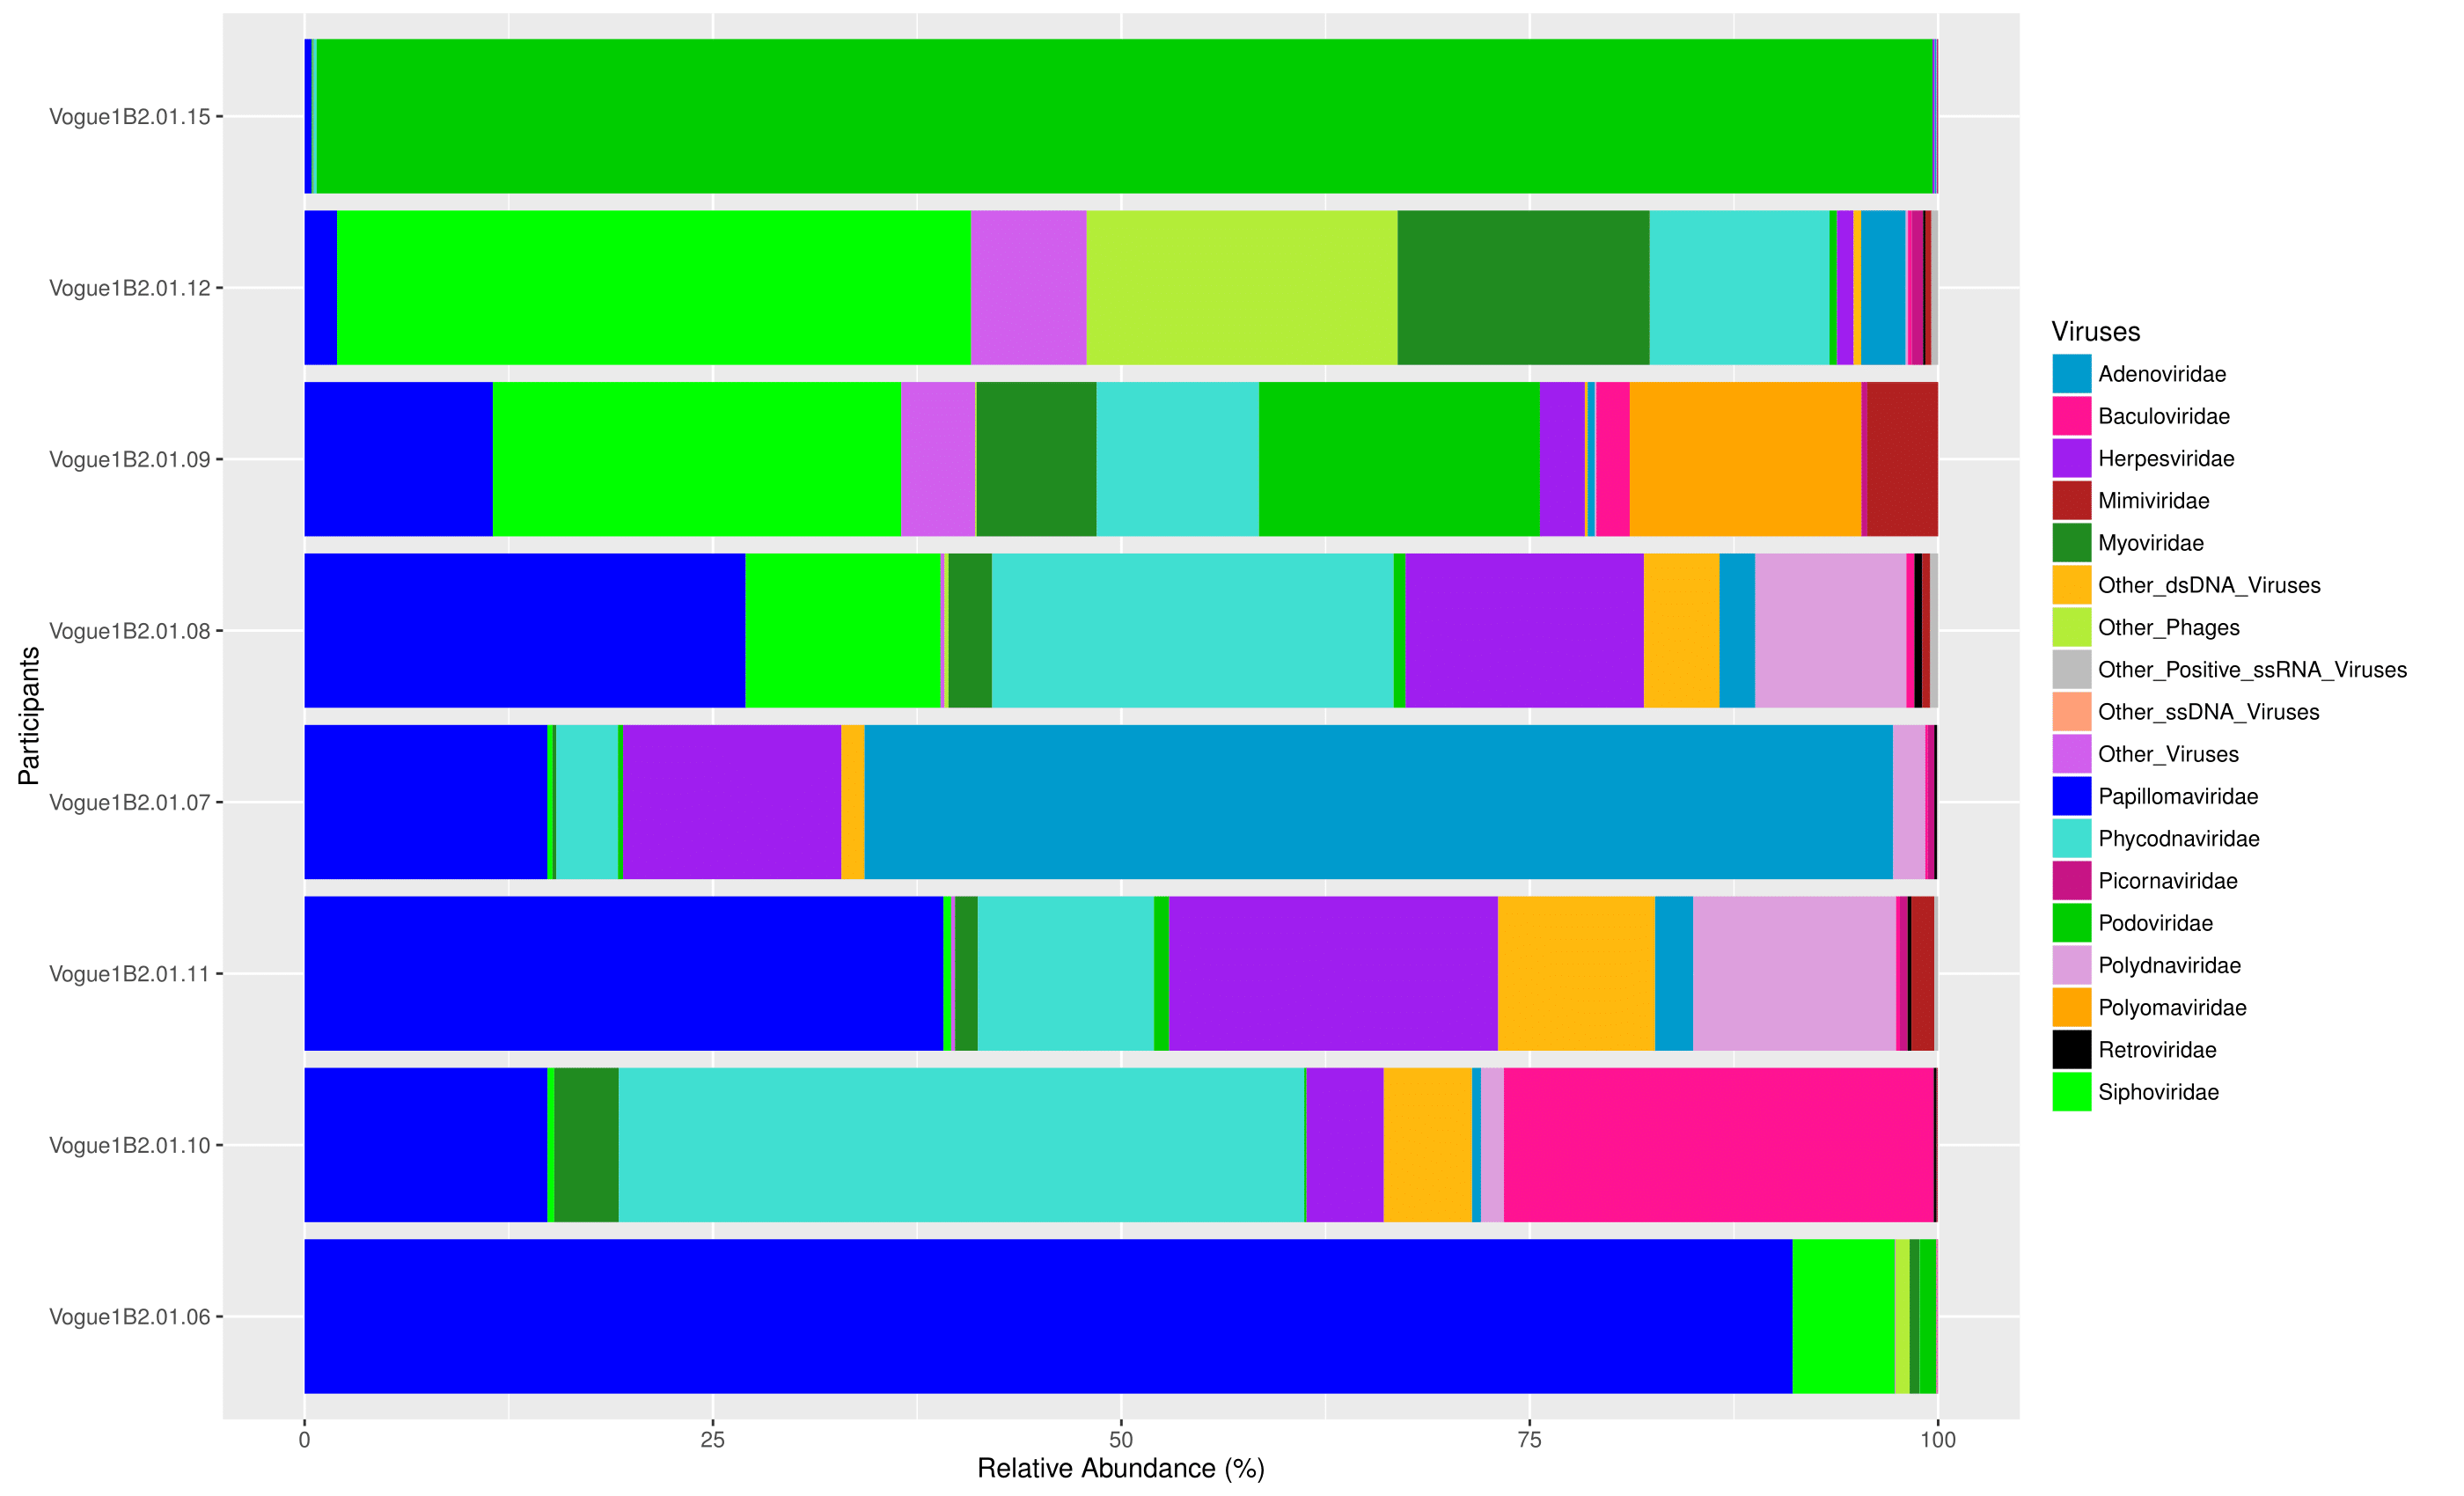 Vogue1B2.01.15
Vogue1B2.01.12
Vogue1B2.01.09
Vogue1B2.01.08
Vogue1B2.01.07
Vogue1B2.01.11
Vogue1B2.01.10
Vogue1B2.01.06
Participants
0 25 50 75 100
Relative Abundance (%)
Viruses
Adenoviridae
Baculoviridae
Herpesviridae
Mimiviridae
Myoviridae
Other_dsDNA_Viruses
Other_Phages
Other_Positive_ssRNA_Viruses
Other_ssDNA_Viruses
Other_Viruses
Papillomaviridae
Phycodnaviridae
Picornaviridae
Podoviridae
Polydnaviridae
Polyomaviridae
Retroviridae
Siphoviridae